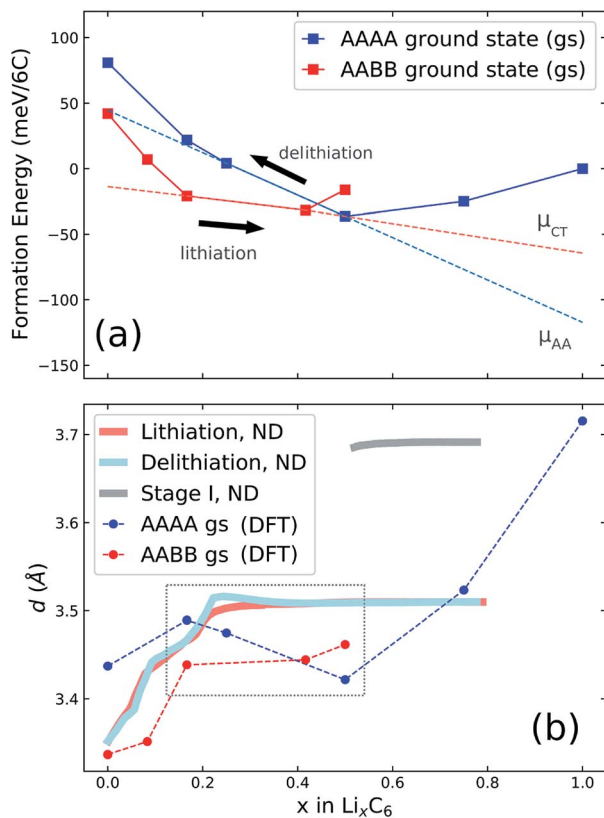 100
50
0
−50
−100
−150
Formation Energy (meV/6C)
AAAA ground state (gs)
AABB ground state (gs)
delithiation
lithiation
μCT
μAA
(a)
3.7
3.6
3.5
3.4
d (Å)
Lithiation, ND
Delithiation, ND
Stage I, ND
AAAA gs (DFT)
AABB gs (DFT)
(b)
0.0 0.2 0.4 0.6 0.8 1.0
x in LixC6